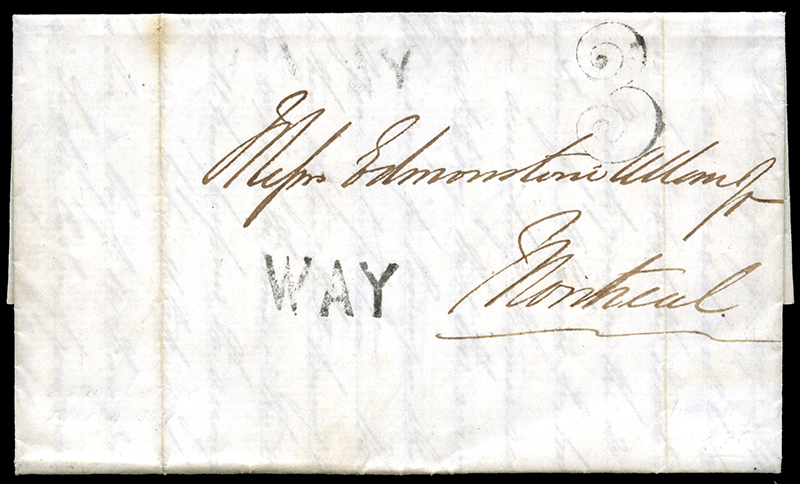 WAY
3
Messrs Edmonstone Allan &
WAY
Montreal.